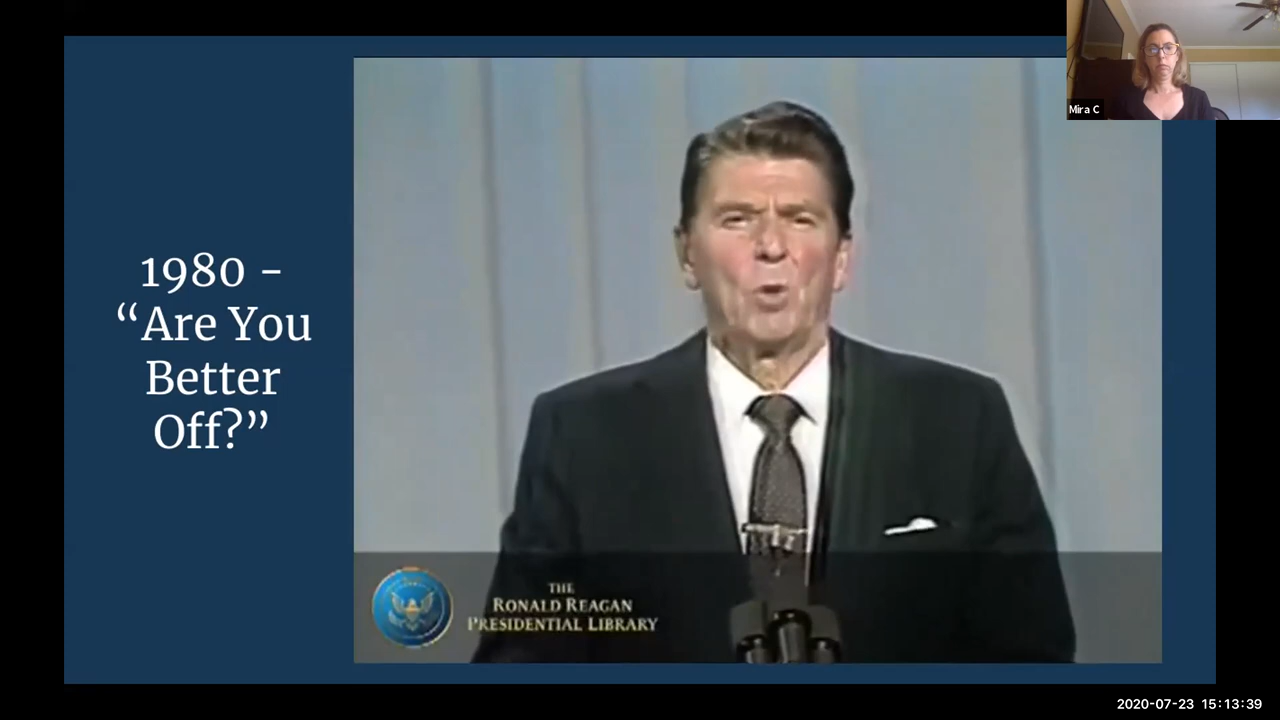 1980 -
“Are You
Better
Off?”
THE
RONALD REAGAN
PRESIDENTIAL LIBRARY
Mira C
2020-07-23 15:13:39